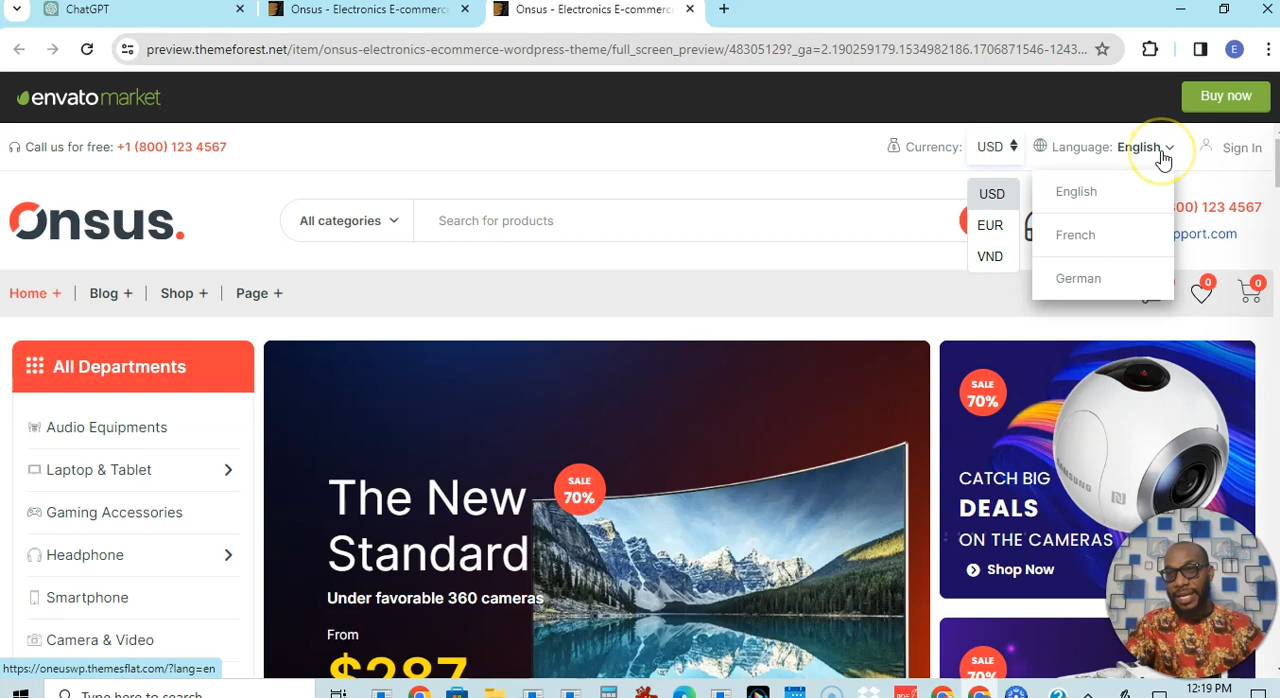 ChatGPT
Onsus - Electronics E-commerc
Onsus - Electronics E-commerc
preview.themeforest.net/item/onsus-electronics-ecommerce-wordpress-theme/full_screen_preview/48305129?_ga=2.190259179.1534982186.1706871546-1243...
E
envatomarket
Buy now
Call us for free: +1 (800) 123 4567
Currency: USD
Language: English
Sign In
USD
EUR
VND
English
French
German
Onsus.
All categories
Search for products
800) 123 4567
pport.com
Home +
Blog +
Shop +
Page +
0
0
All Departments
Audio Equipments
Laptop & Tablet
Gaming Accessories
Headphone
Smartphone
Camera & Video
The New
Standard
SALE
70%
Under favorable 360 cameras
From
$287
SALE
70%
CATCH BIG
DEALS
ON THE CAMERAS
Shop Now
SAMSUNG
SALE
70%
https://oneuswp.themesflat.com/?lang=en
Type here to search
12:19 PM